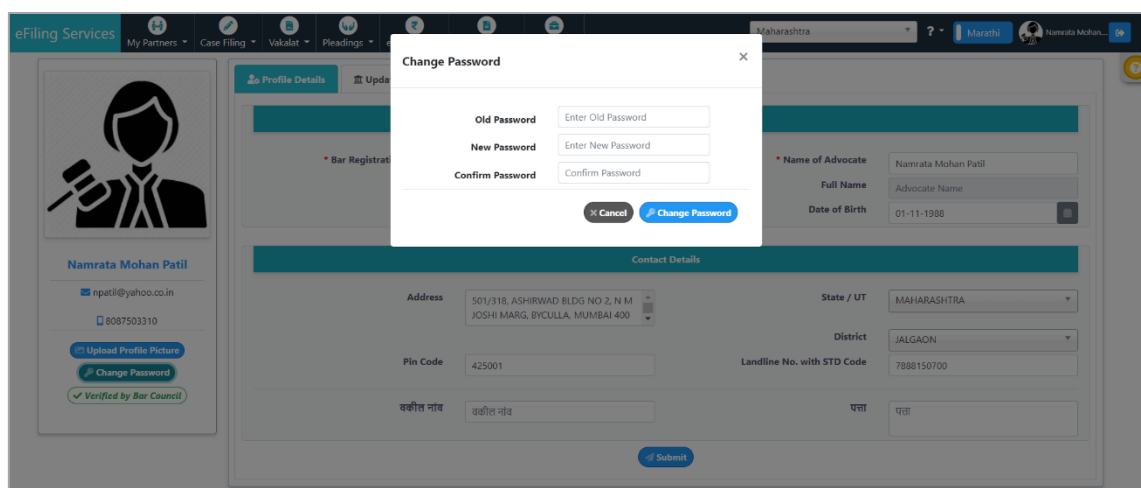 eFiling Services
My Partners
Case Filing
Vakalat
Pleadings
e
Maharashtra
?
Marathi
Namrata Mohan...
Profile Details
Upda
Change Password
×
Old Password
Enter Old Password
New Password
Enter New Password
Confirm Password
Confirm Password
× Cancel
Change Password
* Bar Registrati
* Name of Advocate
Namrata Mohan Patil
Full Name
Advocate Name
Date of Birth
01-11-1988
Namrata Mohan Patil
npatil@yahoo.co.in
8087503310
Upload Profile Picture
Change Password
Verified by Bar Council
Contact Details
Address
501/318, ASHIRWAD BLDG NO 2, N M
JOSHI MARG, BYCULLA, MUMBAI 400
State / UT
MAHARASHTRA
District
JALGAON
Pin Code
425001
Landline No. with STD Code
7888150700
वकील नांव
वकील नांव
पत्ता
पत्ता
Submit